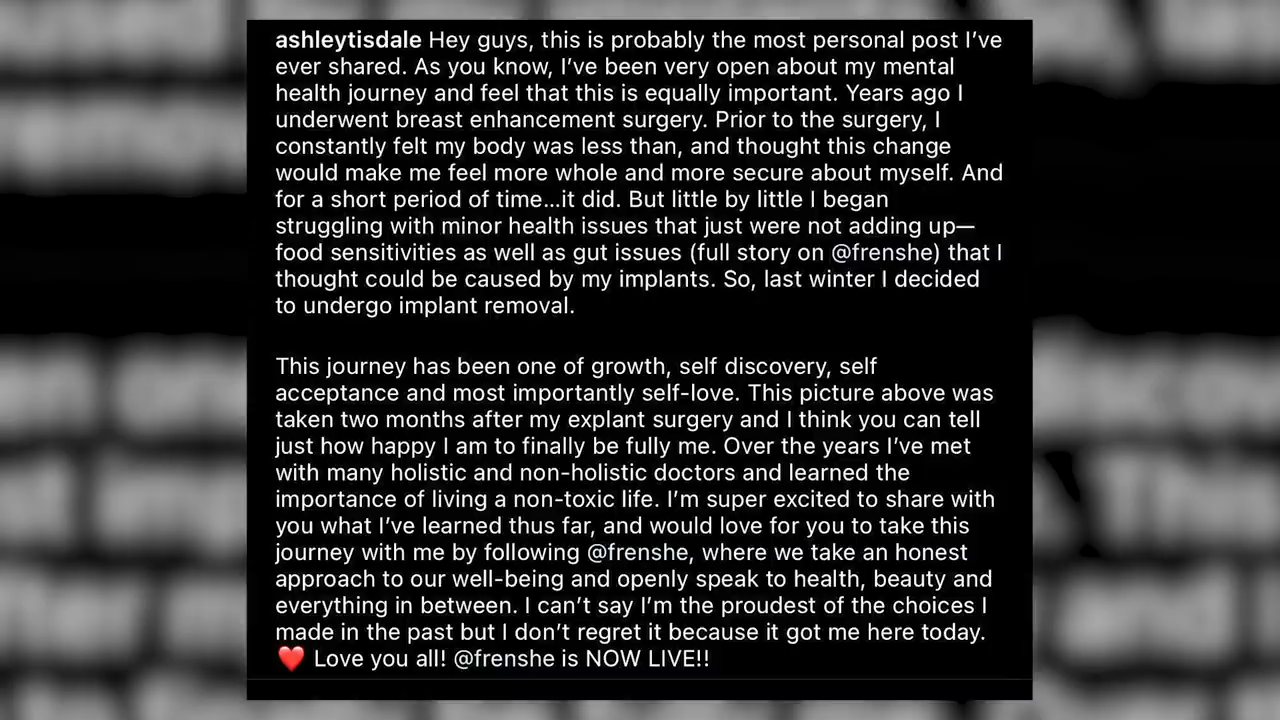 ashleytisdale Hey guys, this is probably the most personal post I’ve
ever shared. As you know, I’ve been very open about my mental
health journey and feel that this is equally important. Years ago I
underwent breast enhancement surgery. Prior to the surgery, I
constantly felt my body was less than, and thought this change
would make me feel more whole and more secure about myself. And
for a short period of time...it did. But little by little I began
struggling with minor health issues that just were not adding up—
food sensitivities as well as gut issues (full story on @frenshe) that I
thought could be caused by my implants. So, last winter I decided
to undergo implant removal.
This journey has been one of growth, self discovery, self
acceptance and most importantly self-love. This picture above was
taken two months after my explant surgery and I think you can tell
just how happy I am to finally be fully me. Over the years I’ve met
with many holistic and non-holistic doctors and learned the
importance of living a non-toxic life. I’m super excited to share with
you what I’ve learned thus far, and would love for you to take this
journey with me by following @frenshe, where we take an honest
approach to our well-being and openly speak to health, beauty and
everything in between. I can’t say I’m the proudest of the choices I
made in the past but I don’t regret it because it got me here today.
❤️ Love you all! @frenshe is NOW LIVE!!